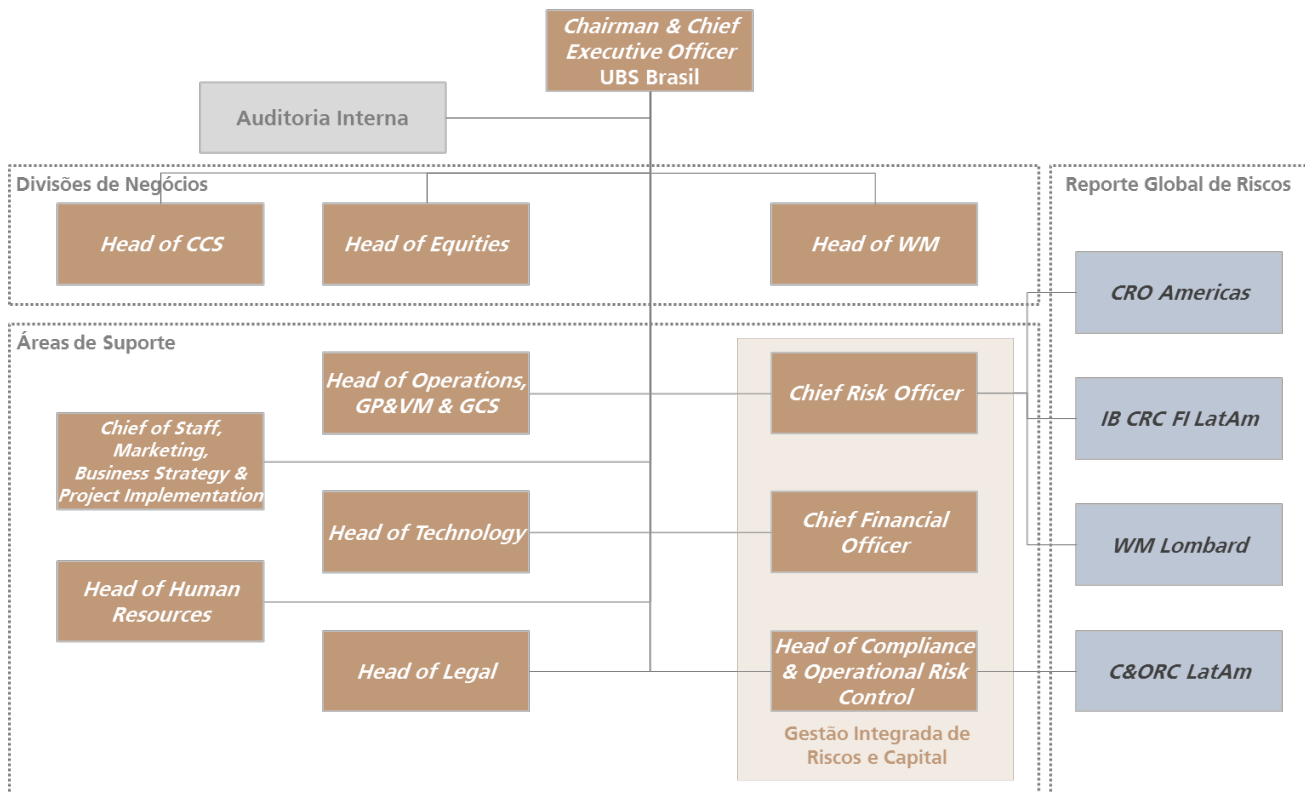 Chairman & Chief
Executive Officer
UBS Brasil
Auditoria Interna
Divisões de Negócios
Head of CCS
Head of Equities
Head of WM
Reporte Global de Riscos
CRO Americas
IB CRC FI LatAm
WM Lombard
C&ORC LatAm
Áreas de Suporte
Head of Operations,
GP&VM & GCS
Chief Risk Officer
Chief of Staff,
Marketing,
Business Strategy &
Project Implementation
Head of Technology
Chief Financial
Officer
Head of Human
Resources
Head of Legal
Head of Compliance
& Operational Risk
Control
Gestão Integrada de
Riscos e Capital